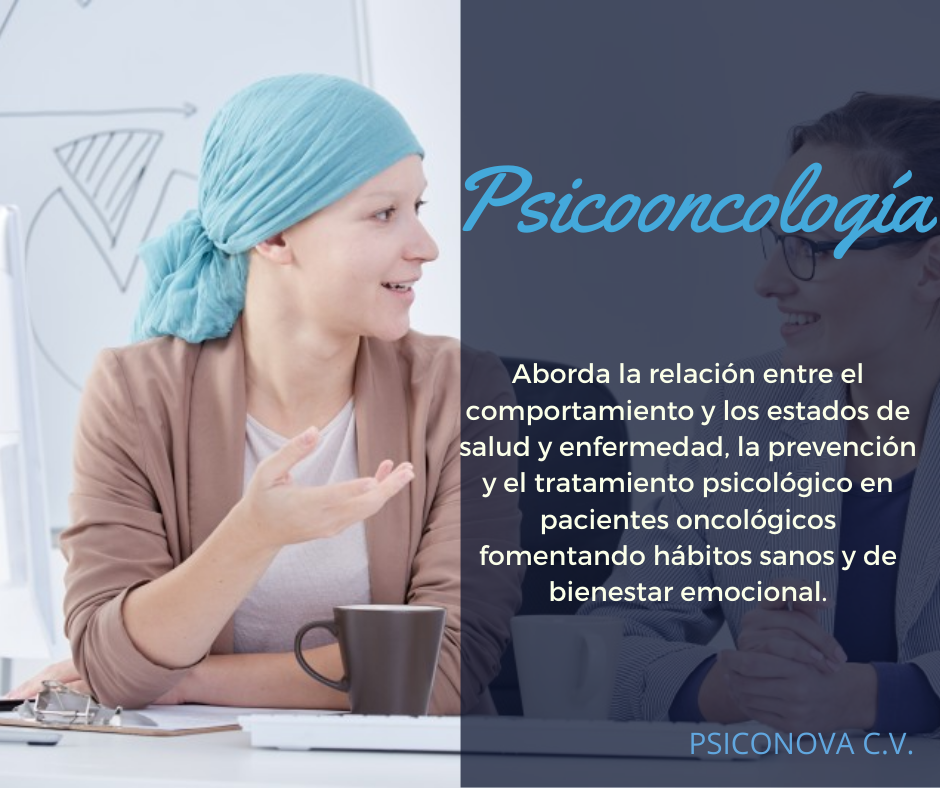 Psicooncología
Aborda la relación entre el
comportamiento y los estados de
salud y enfermedad, la prevención
y el tratamiento psicológico en
pacientes oncológicos
fomentando hábitos sanos y de
bienestar emocional.
PSICONOVA C.V.